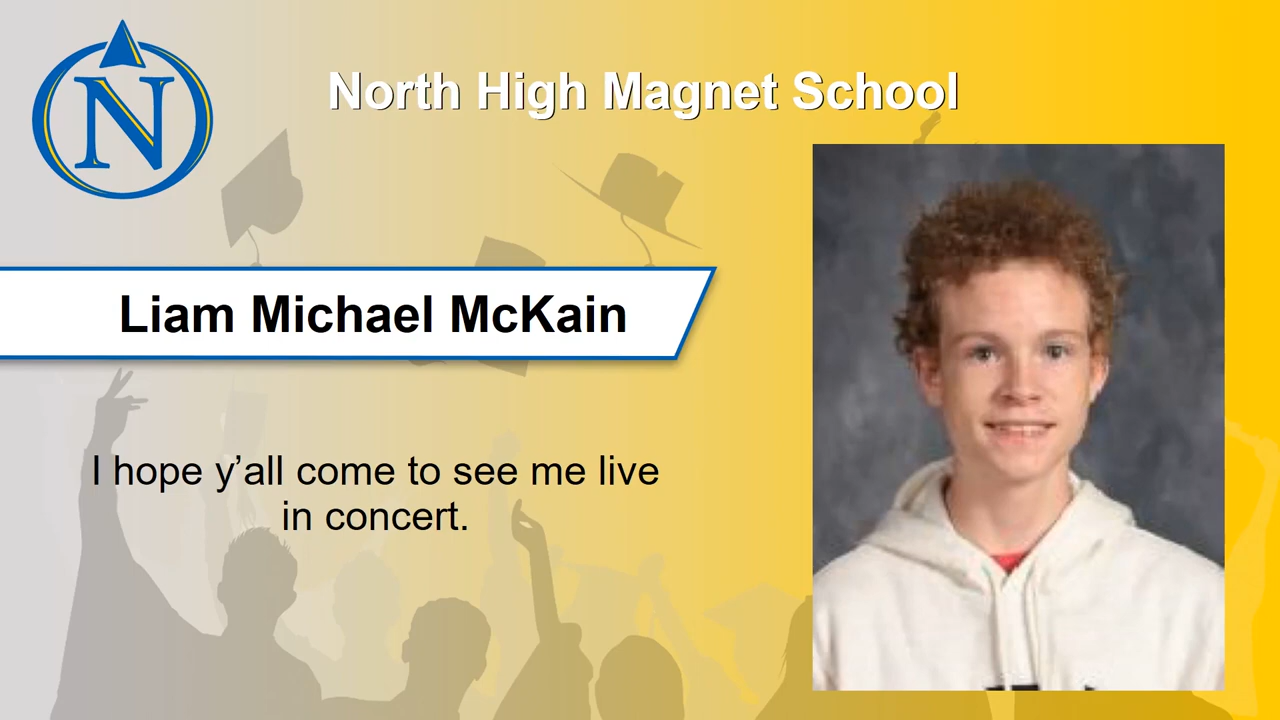 N
North High Magnet School
Liam Michael McKain
I hope y’all come to see me live
in concert.